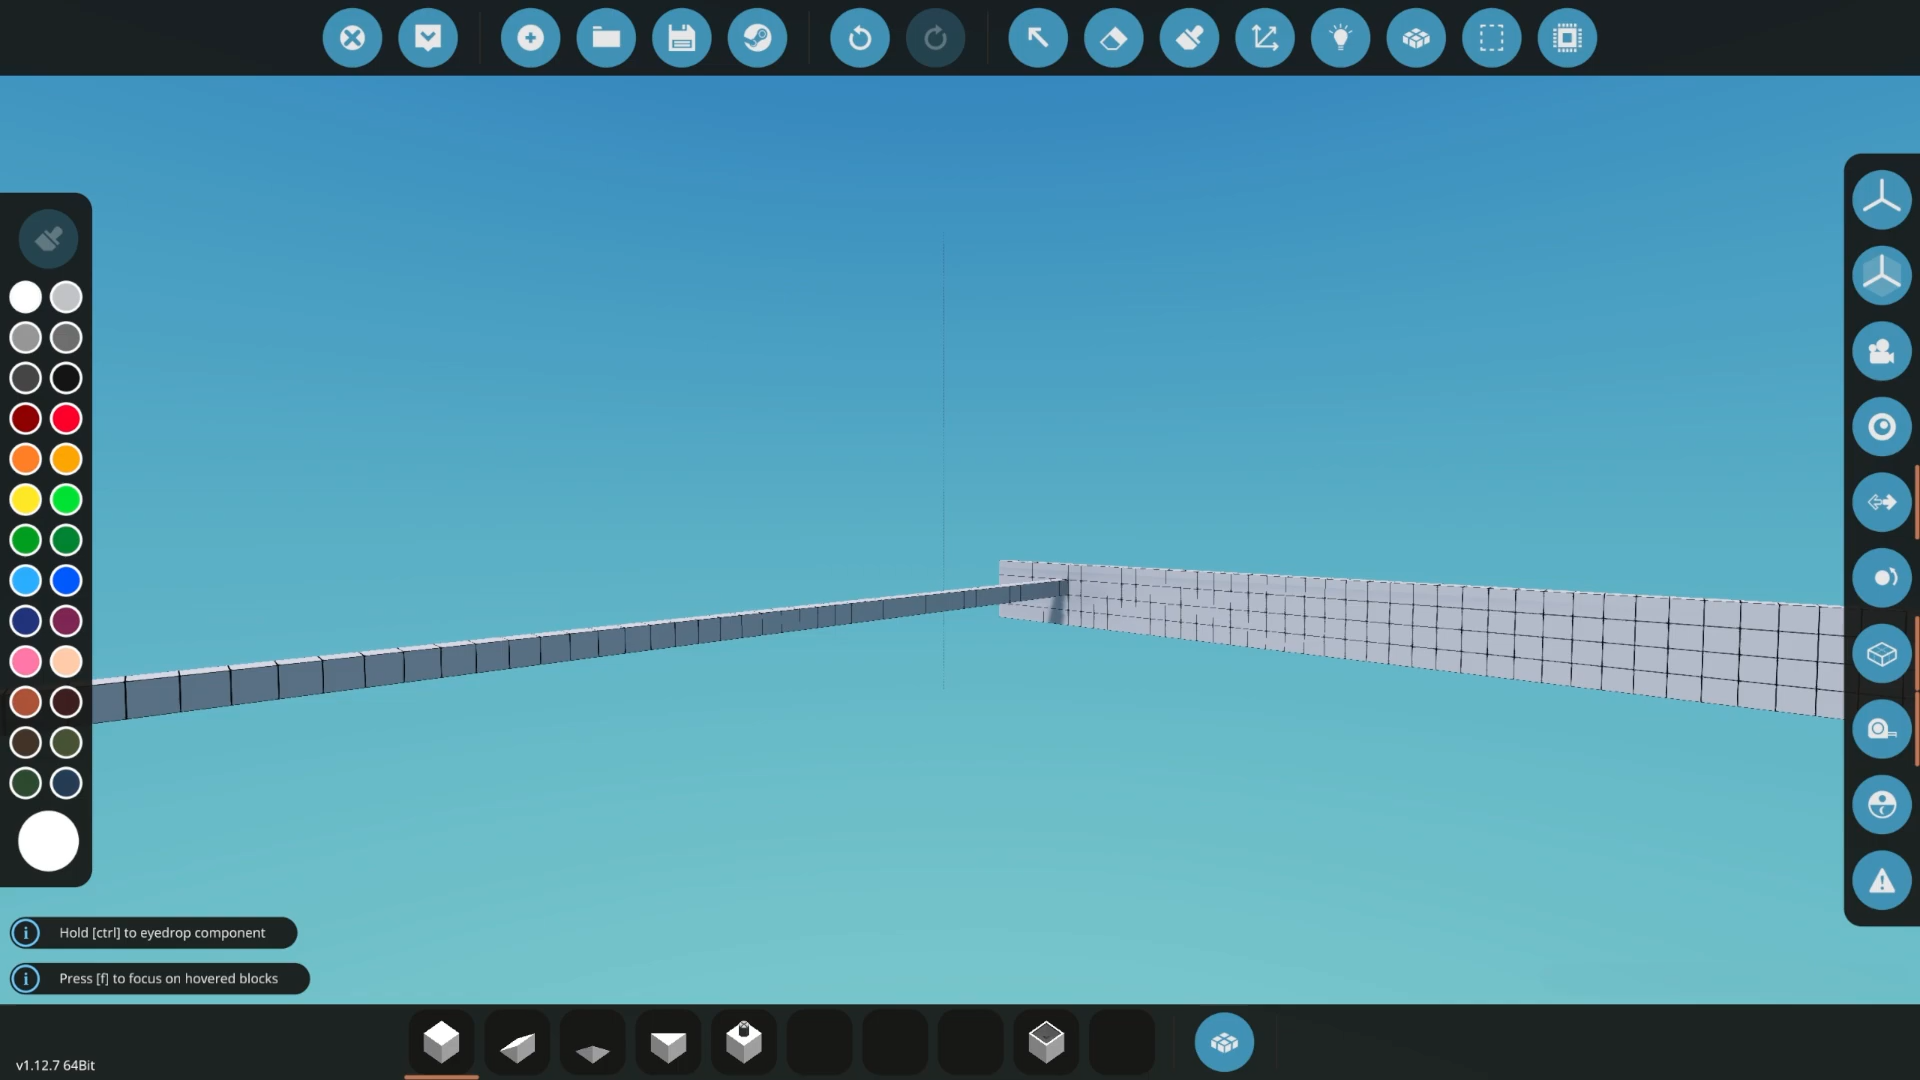 Hold [ctrl] to eyedrop component
Press [f] to focus on hovered blocks
v1.12.7 64Bit